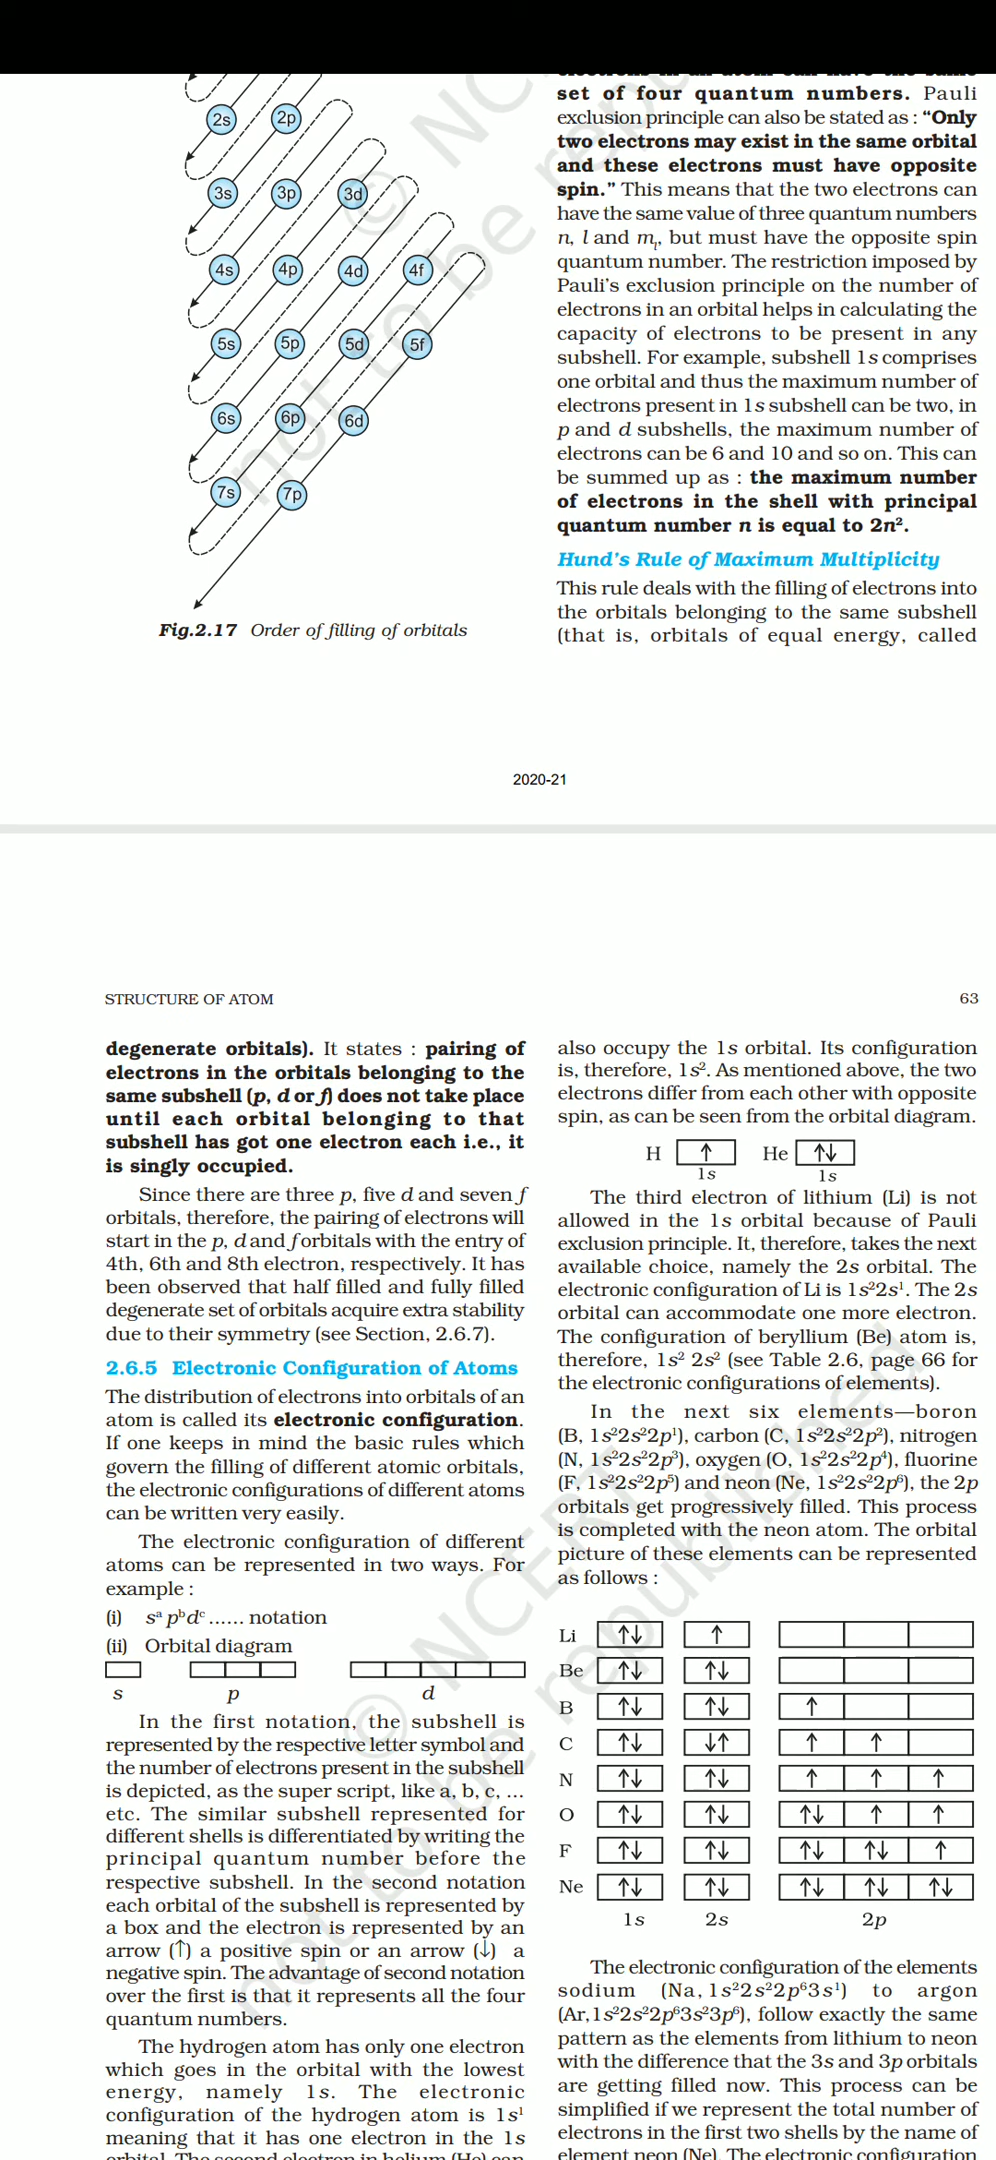 2s 2p
3s 3p 3d
4s 4p 4d 4f
5s 5p 5d 5f
6s 6p 6d
7s 7p
Fig.2.17 Order of filling of orbitals
electrons in an atom can have the same
set of four quantum numbers. Pauli
exclusion principle can also be stated as : “Only
two electrons may exist in the same orbital
and these electrons must have opposite
spin.” This means that the two electrons can
have the same value of three quantum numbers
n, l and mₗ, but must have the opposite spin
quantum number. The restriction imposed by
Pauli’s exclusion principle on the number of
electrons in an orbital helps in calculating the
capacity of electrons to be present in any
subshell. For example, subshell 1s comprises
one orbital and thus the maximum number of
electrons present in 1s subshell can be two, in
p and d subshells, the maximum number of
electrons can be 6 and 10 and so on. This can
be summed up as : the maximum number
of electrons in the shell with principal
quantum number n is equal to 2n².
Hund’s Rule of Maximum Multiplicity
This rule deals with the filling of electrons into
the orbitals belonging to the same subshell
(that is, orbitals of equal energy, called
2020-21
STRUCTURE OF ATOM
63
degenerate orbitals). It states : pairing of
electrons in the orbitals belonging to the
same subshell (p, d or f) does not take place
until each orbital belonging to that
subshell has got one electron each i.e., it
is singly occupied.
Since there are three p, five d and seven f
orbitals, therefore, the pairing of electrons will
start in the p, d and f orbitals with the entry of
4th, 6th and 8th electron, respectively. It has
been observed that half filled and fully filled
degenerate set of orbitals acquire extra stability
due to their symmetry (see Section, 2.6.7).
2.6.5 Electronic Configuration of Atoms
The distribution of electrons into orbitals of an
atom is called its electronic configuration.
If one keeps in mind the basic rules which
govern the filling of different atomic orbitals,
the electronic configurations of different atoms
can be written very easily.
The electronic configuration of different
atoms can be represented in two ways. For
example :
(i) sᵃ pᵇdᶜ ...... notation
(ii) Orbital diagram
s p d
In the first notation, the subshell is
represented by the respective letter symbol and
the number of electrons present in the subshell
is depicted, as the super script, like a, b, c, ...
etc. The similar subshell represented for
different shells is differentiated by writing the
principal quantum number before the
respective subshell. In the second notation
each orbital of the subshell is represented by
a box and the electron is represented by an
arrow (↑) a positive spin or an arrow (↓) a
negative spin. The advantage of second notation
over the first is that it represents all the four
quantum numbers.
The hydrogen atom has only one electron
which goes in the orbital with the lowest
energy, namely 1s. The electronic
configuration of the hydrogen atom is 1s¹
meaning that it has one electron in the 1s
orbital. The second electron in helium (He) can
also occupy the 1s orbital. Its configuration
is, therefore, 1s². As mentioned above, the two
electrons differ from each other with opposite
spin, as can be seen from the orbital diagram.
H ↑ He ↑↓
1s 1s
The third electron of lithium (Li) is not
allowed in the 1s orbital because of Pauli
exclusion principle. It, therefore, takes the next
available choice, namely the 2s orbital. The
electronic configuration of Li is 1s²2s¹. The 2s
orbital can accommodate one more electron.
The configuration of beryllium (Be) atom is,
therefore, 1s² 2s² (see Table 2.6, page 66 for
the electronic configurations of elements).
In the next six elements—boron
(B, 1s²2s²2p¹), carbon (C, 1s²2s²2p²), nitrogen
(N, 1s²2s²2p³), oxygen (O, 1s²2s²2p⁴), fluorine
(F, 1s²2s²2p⁵) and neon (Ne, 1s²2s²2p⁶), the 2p
orbitals get progressively filled. This process
is completed with the neon atom. The orbital
picture of these elements can be represented
as follows :
Li ↑↓ ↑
Be ↑↓ ↑↓
B ↑↓ ↑↓ ↑
C ↑↓ ↓↑ ↑ ↑
N ↑↓ ↑↓ ↑ ↑ ↑
O ↑↓ ↑↓ ↑↓ ↑ ↑
F ↑↓ ↑↓ ↑↓ ↑↓ ↑
Ne ↑↓ ↑↓ ↑↓ ↑↓ ↑↓
1s 2s 2p
The electronic configuration of the elements
sodium (Na, 1s²2s²2p⁶3s¹) to argon
(Ar,1s²2s²2p⁶3s²3p⁶), follow exactly the same
pattern as the elements from lithium to neon
with the difference that the 3s and 3p orbitals
are getting filled now. This process can be
simplified if we represent the total number of
electrons in the first two shells by the name of
element neon (Ne). The electronic configuration
© NCERT
not to be republished